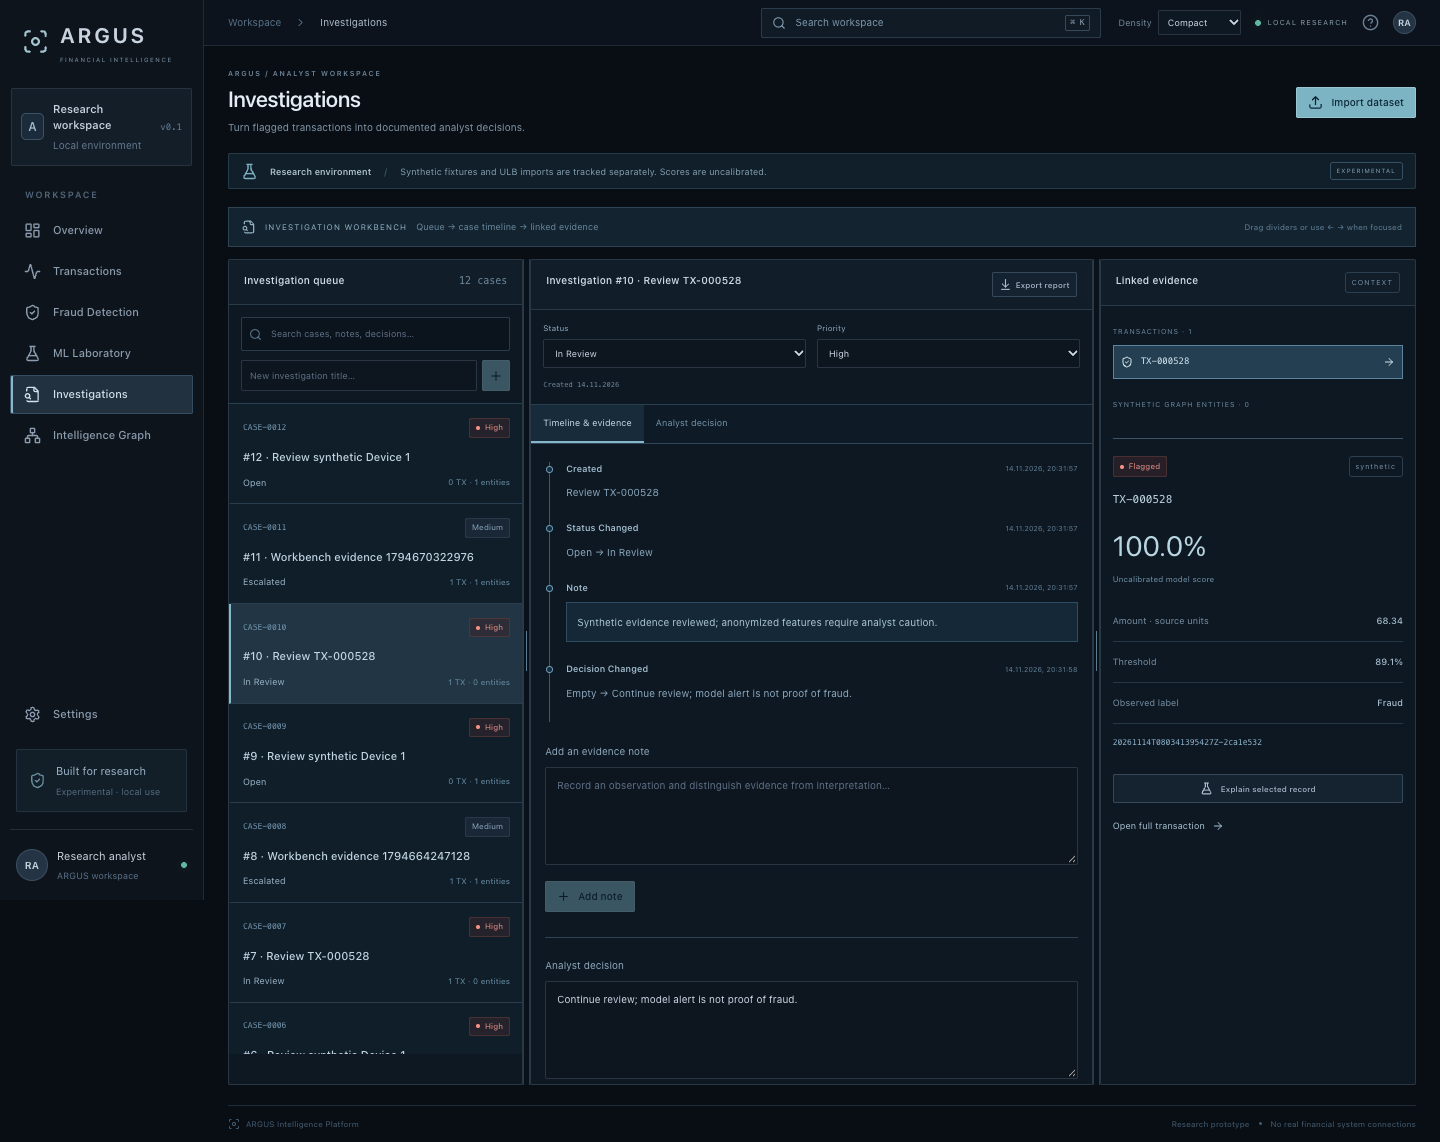 ARGUS
FINANCIAL INTELLIGENCE
A
Research workspace
v0.1
Local environment
WORKSPACE
Overview
Transactions
Fraud Detection
ML Laboratory
Investigations
Intelligence Graph
Settings
Built for research
Experimental · local use
RA
Research analyst
ARGUS workspace
Workspace > Investigations
Search workspace
⌘ K
Density
Compact
LOCAL RESEARCH
RA
ARGUS / ANALYST WORKSPACE
Investigations
Turn flagged transactions into documented analyst decisions.
Import dataset
Research environment / Synthetic fixtures and ULB imports are tracked separately. Scores are uncalibrated.
EXPERIMENTAL
INVESTIGATION WORKBENCH Queue → case timeline → linked evidence
Drag dividers or use ← → when focused
Investigation queue
12 cases
Search cases, notes, decisions...
New investigation title...
CASE-0012
High
#12 · Review synthetic Device 1
Open
0 TX · 1 entities
CASE-0011
Medium
#11 · Workbench evidence 1794670322976
Escalated
1 TX · 1 entities
CASE-0010
High
#10 · Review TX-000528
In Review
1 TX · 0 entities
CASE-0009
High
#9 · Review synthetic Device 1
Open
0 TX · 1 entities
CASE-0008
Medium
#8 · Workbench evidence 1794664247128
Escalated
1 TX · 1 entities
CASE-0007
High
#7 · Review TX-000528
In Review
1 TX · 0 entities
CASE-0006
High
#6 · Review synthetic Device 1
Investigation #10 · Review TX-000528
Export report
Status
In Review
Priority
High
Created 14.11.2026
Timeline & evidence
Analyst decision
Created
14.11.2026, 20:31:57
Review TX-000528
Status Changed
14.11.2026, 20:31:57
Open → In Review
Note
14.11.2026, 20:31:57
Synthetic evidence reviewed; anonymized features require analyst caution.
Decision Changed
14.11.2026, 20:31:58
Empty → Continue review; model alert is not proof of fraud.
Add an evidence note
Record an observation and distinguish evidence from interpretation...
Add note
Analyst decision
Continue review; model alert is not proof of fraud.
Linked evidence
CONTEXT
TRANSACTIONS · 1
TX-000528
SYNTHETIC GRAPH ENTITIES · 0
Flagged
synthetic
TX-000528
100.0%
Uncalibrated model score
Amount · source units
68.34
Threshold
89.1%
Observed label
Fraud
20261114T080341395427Z-2ca1e532
Explain selected record
Open full transaction
ARGUS Intelligence Platform
Research prototype • No real financial system connections